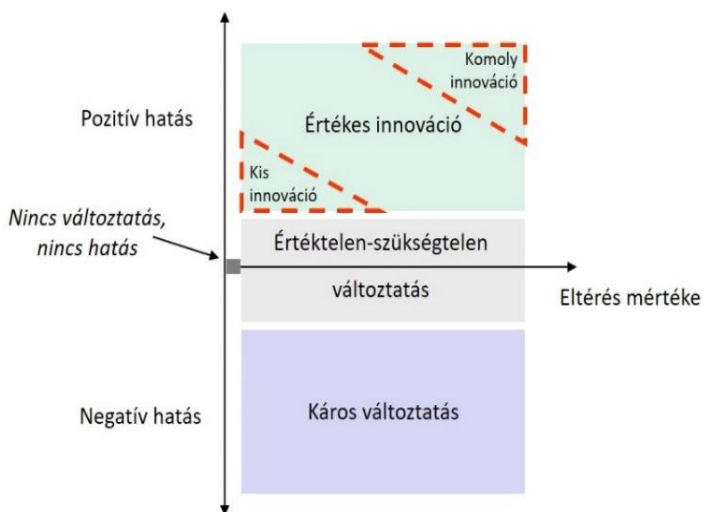 Komoly
innováció
Pozitív hatás
Értékes innováció
Kis
innováció
Nincs változtatás,
nincs hatás
Értéktelen-szükségtelen
változtatás
Eltérés mértéke
Negatív hatás
Káros változtatás